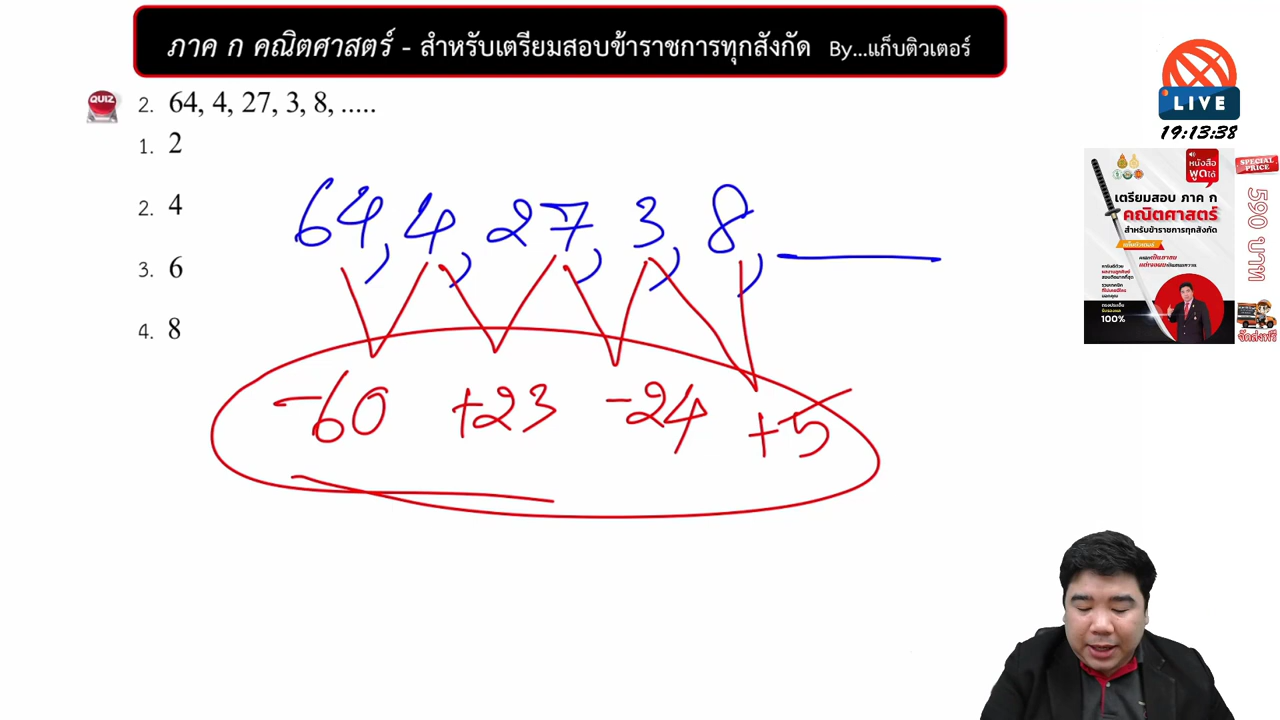 ภาค ก คณิตศาสตร์ - สำหรับเตรียมสอบข้าราชการทุกสังกัด By...แก็บติวเตอร์
QUIZ 2. 64, 4, 27, 3, 8, .....
1. 2
2. 4
3. 6
4. 8
64, 4, 27, 3, 8,
-60 +23 -24 +5
LIVE
19:13:38
หนังสือ
พูดได้
เตรียมสอบ ภาค ก
คณิตศาสตร์
สำหรับข้าราชการทุกสังกัด
100%
SPECIAL
PRICE
590 บาท
จัดส่งฟรี